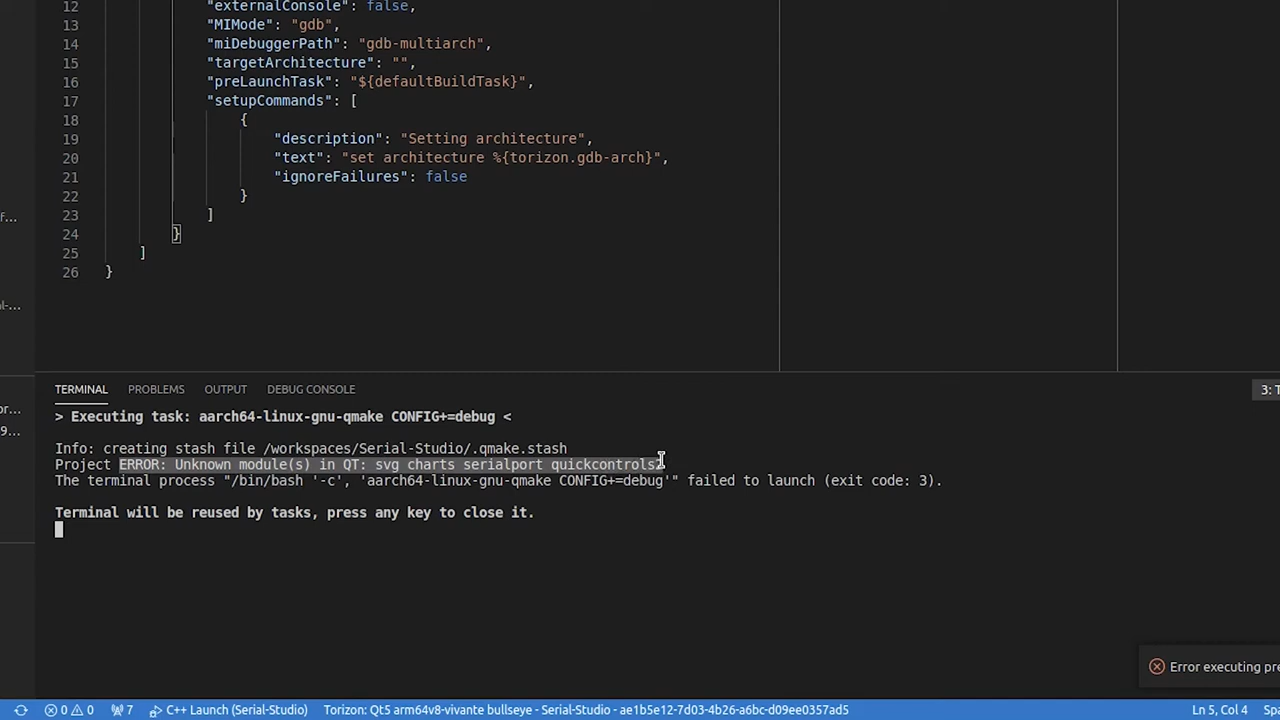 12 "externalConsole": false,
13 "MIMode": "gdb",
14 "miDebuggerPath": "gdb-multiarch",
15 "targetArchitecture": "",
16 "preLaunchTask": "${defaultBuildTask}",
17 "setupCommands": [
18 {
19 "description": "Setting architecture",
20 "text": "set architecture %{torizon.gdb-arch}",
21 "ignoreFailures": false
22 }
23 ]
24 }
25 ]
26 }
f...
al-...
or...
9...
TERMINAL PROBLEMS OUTPUT DEBUG CONSOLE 3: T
> Executing task: aarch64-linux-gnu-qmake CONFIG+=debug <
Info: creating stash file /workspaces/Serial-Studio/.qmake.stash
Project ERROR: Unknown module(s) in QT: svg charts serialport quickcontrols2
The terminal process "/bin/bash '-c', 'aarch64-linux-gnu-qmake CONFIG+=debug'" failed to launch (exit code: 3).
Terminal will be reused by tasks, press any key to close it.
Error executing pre
0 0 7 C++ Launch (Serial-Studio) Torizon: Qt5 arm64v8-vivante bullseye - Serial-Studio - ae1b5e12-7d03-4b26-a6bc-d09ee0357ad5 Ln 5, Col 4 Spa